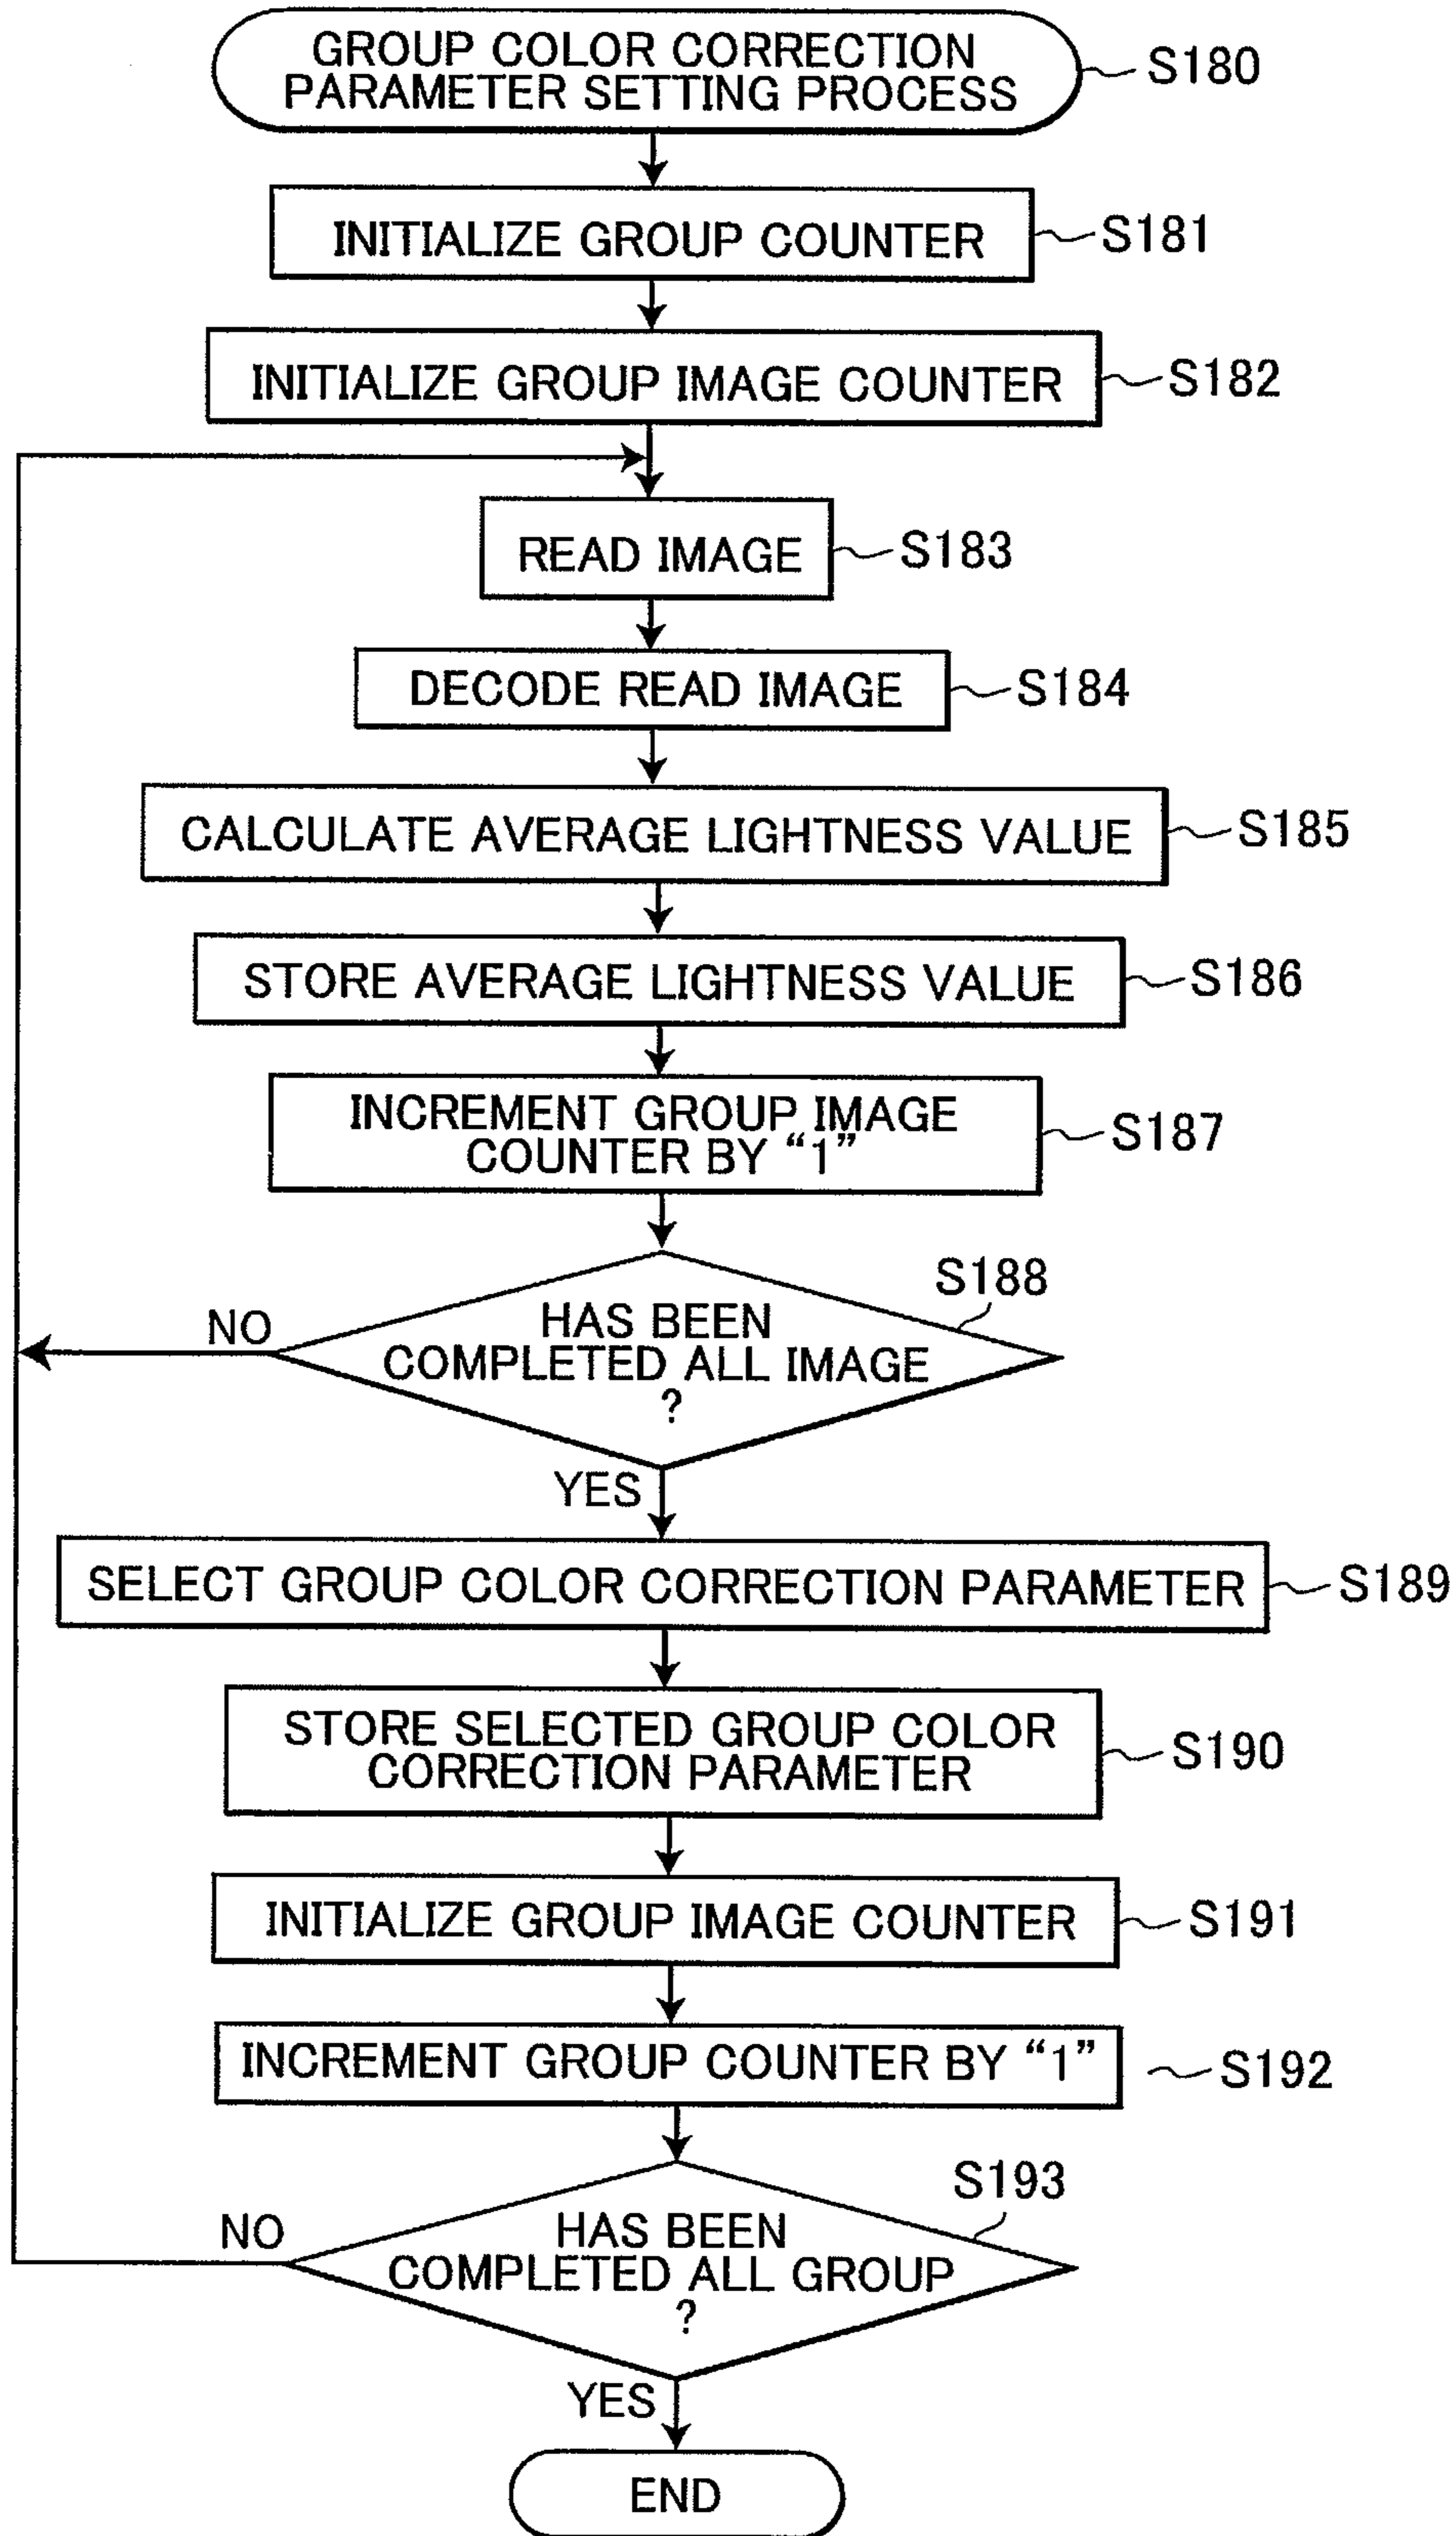 GROUP COLOR CORRECTION
PARAMETER SETTING PROCESS
S180
INITIALIZE GROUP COUNTER
S181
INITIALIZE GROUP IMAGE COUNTER
S182
READ IMAGE
S183
DECODE READ IMAGE
S184
CALCULATE AVERAGE LIGHTNESS VALUE
S185
STORE AVERAGE LIGHTNESS VALUE
S186
INCREMENT GROUP IMAGE
COUNTER BY “1”
S187
S188
NO
HAS BEEN
COMPLETED ALL IMAGE
?
YES
SELECT GROUP COLOR CORRECTION PARAMETER
S189
STORE SELECTED GROUP COLOR
CORRECTION PARAMETER
S190
INITIALIZE GROUP IMAGE COUNTER
S191
INCREMENT GROUP COUNTER BY “1”
S192
S193
NO
HAS BEEN
COMPLETED ALL GROUP
?
YES
END